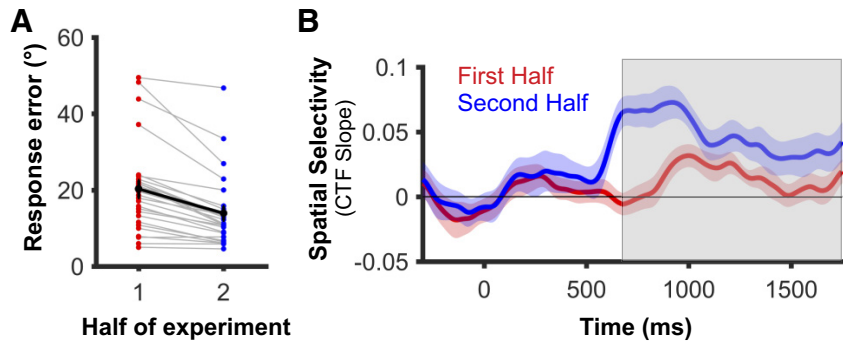 A
Response error (°)
60
40
20
0
1
2
Half of experiment
B
Spatial Selectivity
(CTF Slope)
0.1
0.05
0
-0.05
First Half
Second Half
0
500
1000
1500
Time (ms)